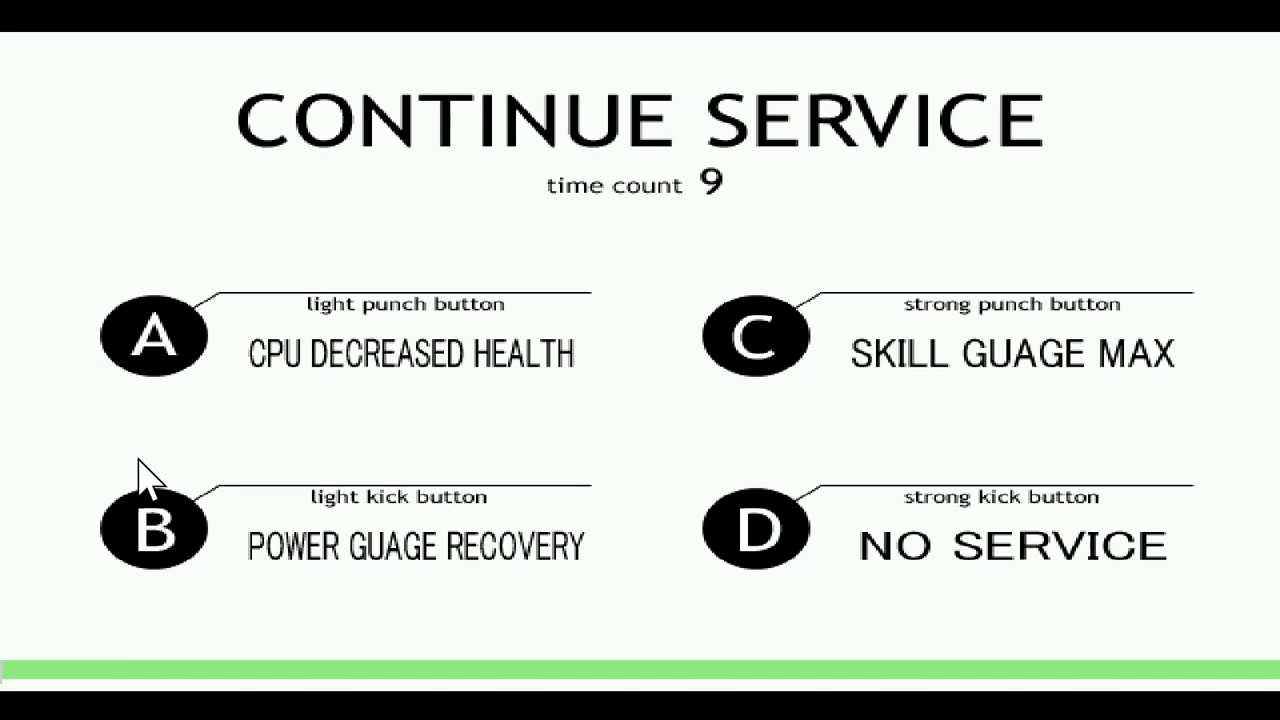 CONTINUE SERVICE
time count 9
A
light punch button
CPU DECREASED HEALTH
C
strong punch button
SKILL GUAGE MAX
B
light kick button
POWER GUAGE RECOVERY
D
strong kick button
NO SERVICE